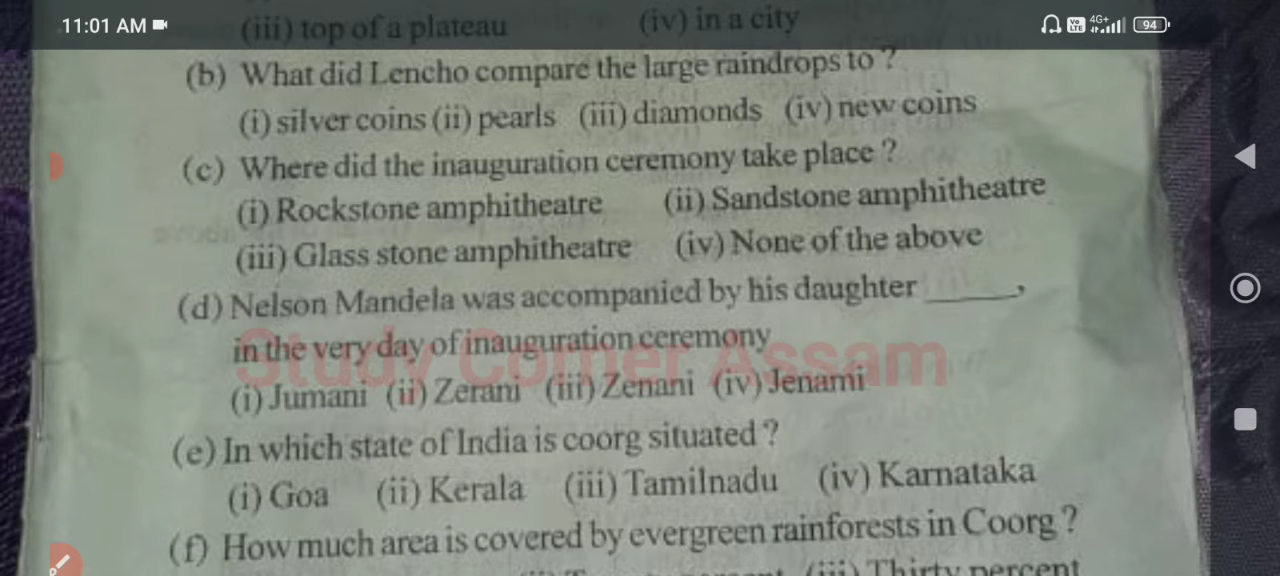 11:01 AM
4G+
94
(iii) top of a plateau (iv) in a city
(b) What did Lencho compare the large raindrops to ?
(i) silver coins (ii) pearls (iii) diamonds (iv) new coins
(c) Where did the inauguration ceremony take place ?
(i) Rockstone amphitheatre (ii) Sandstone amphitheatre
(iii) Glass stone amphitheatre (iv) None of the above
(d) Nelson Mandela was accompanied by his daughter ______,
in the very day of inauguration ceremony
Study Corner Assam
(i) Jumani (ii) Zerani (iii) Zenani (iv) Jenami
(e) In which state of India is coorg situated ?
(i) Goa (ii) Kerala (iii) Tamilnadu (iv) Karnataka
(f) How much area is covered by evergreen rainforests in Coorg ?
(iii) Thirty percent